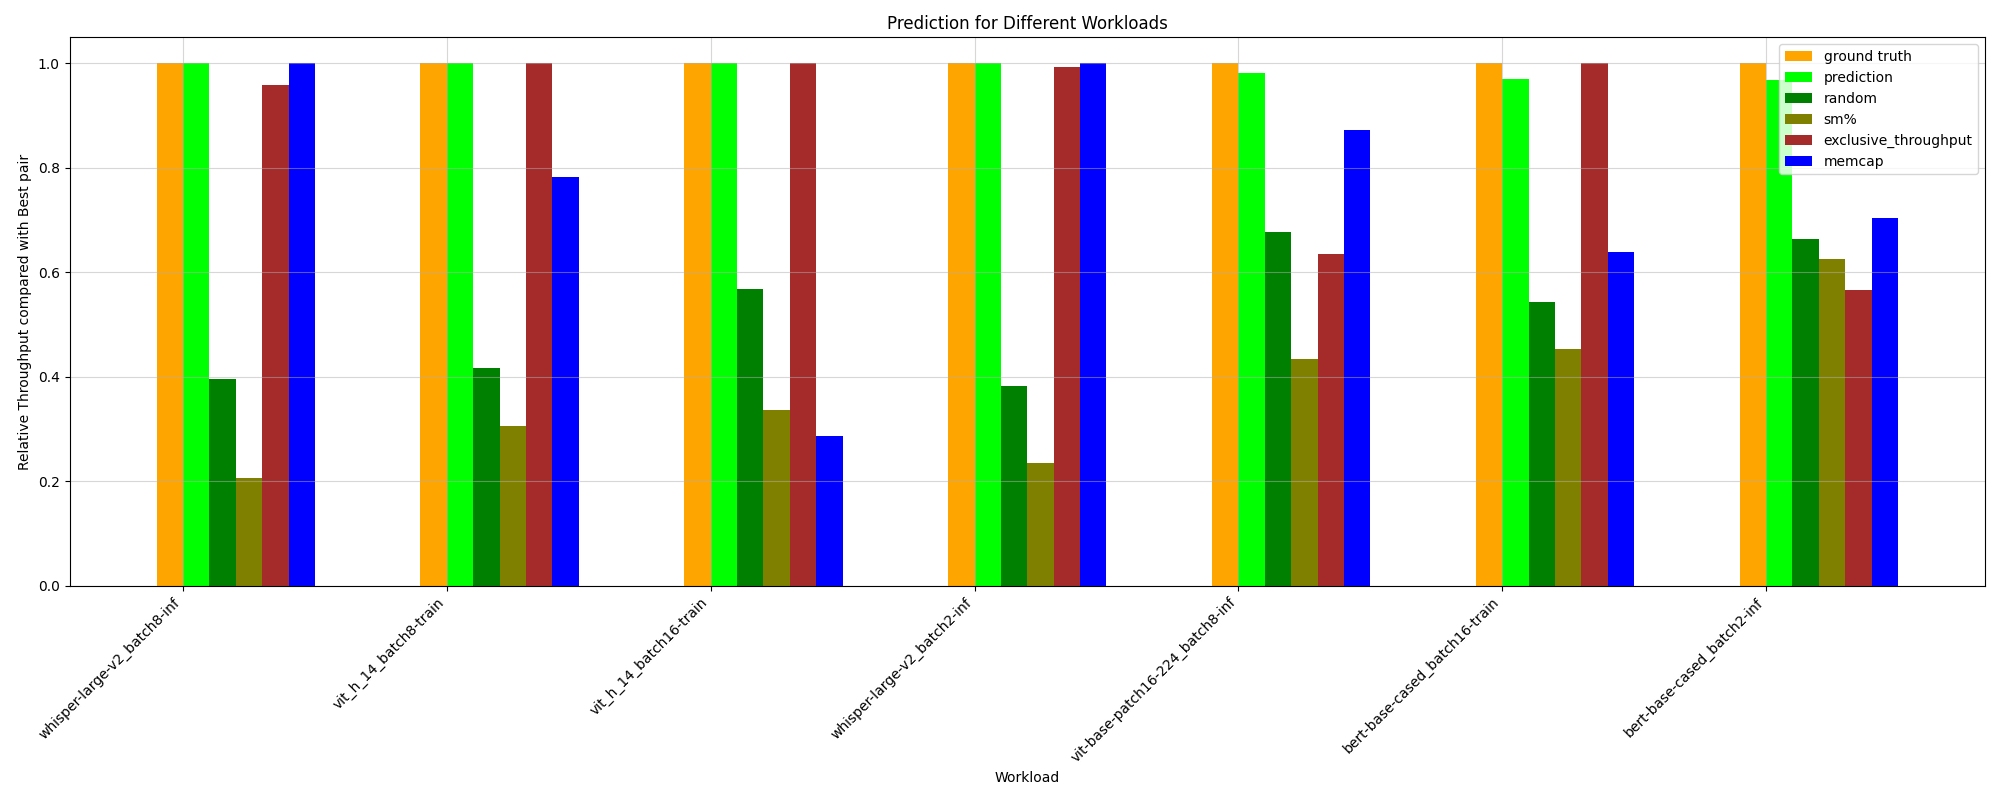 Prediction for Different Workloads
Relative Throughput compared with Best pair
1.0
0.8
0.6
0.4
0.2
0.0
ground truth
prediction
random
sm%
exclusive_throughput
memcap
whisper-large-v2_batch8-inf
vit_h_14_batch8-train
vit_h_14_batch16-train
whisper-large-v2_batch2-inf
vit-base-patch16-224_batch8-inf
bert-base-cased_batch16-train
bert-base-cased_batch2-inf
Workload